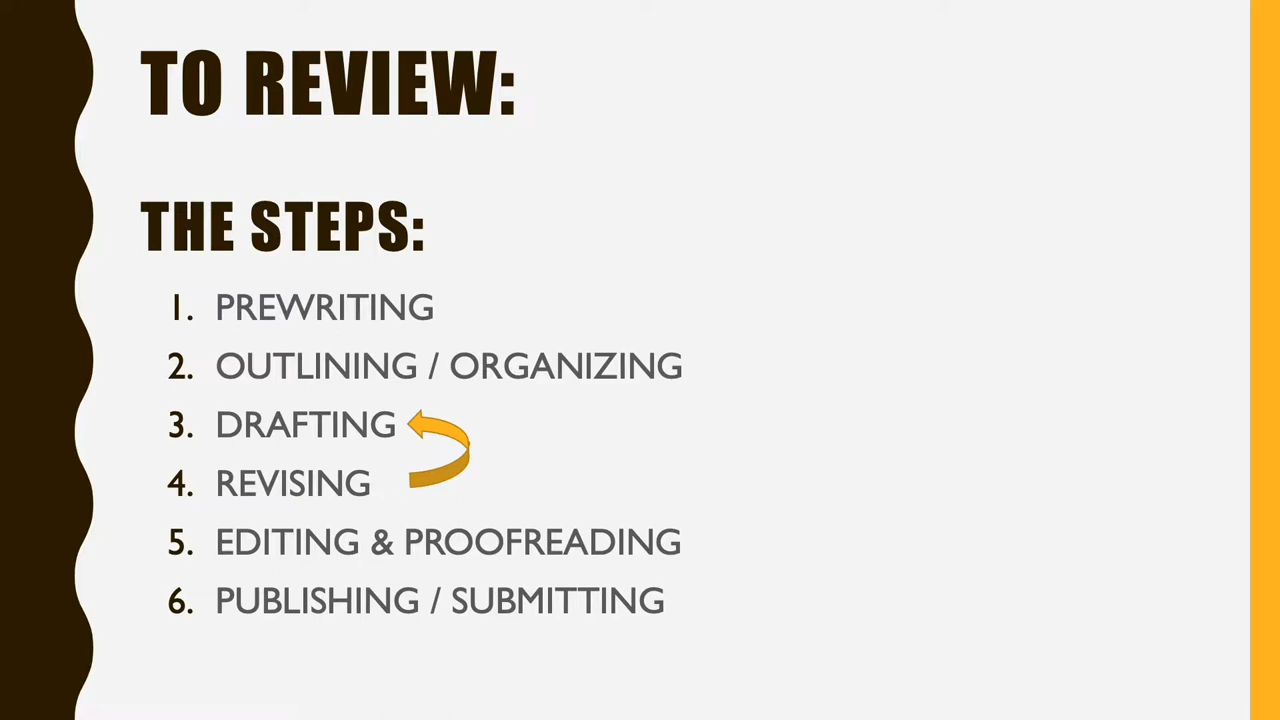 TO REVIEW:
THE STEPS:
1. PREWRITING
2. OUTLINING / ORGANIZING
3. DRAFTING
4. REVISING
5. EDITING & PROOFREADING
6. PUBLISHING / SUBMITTING